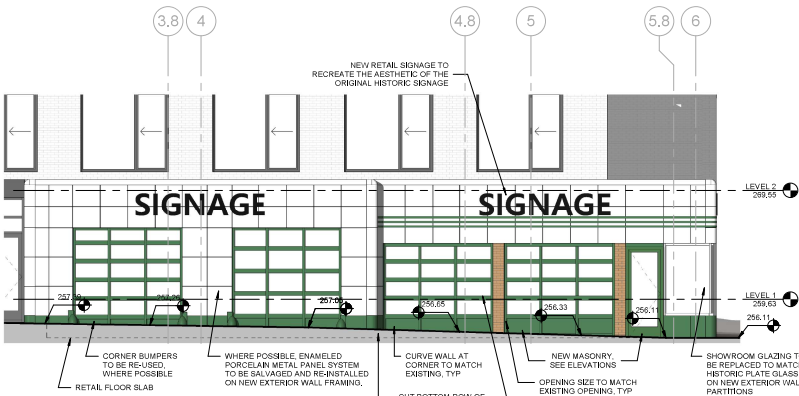 3.8
4
4.8
5
5.8
6
NEW RETAIL SIGNAGE TO
RECREATE THE AESTHETIC OF THE
ORIGINAL HISTORIC SIGNAGE
LEVEL 2
269.55
SIGNAGE
SIGNAGE
LEVEL 1
259.63
256.65
256.33
256.11
256.11
CORNER BUMPERS
TO BE RE-USED,
WHERE POSSIBLE
RETAIL FLOOR SLAB
WHERE POSSIBLE, ENAMELED
PORCELAIN METAL PANEL SYSTEM
TO BE SALVAGED AND RE-INSTALLED
ON NEW EXTERIOR WALL FRAMING.
CURVE WALL AT
CORNER TO MATCH
EXISTING, TYP
NEW MASONRY,
SEE ELEVATIONS
OPENING SIZE TO MATCH
EXISTING OPENING, TYP
SHOWROOM GLAZING
BE REPLACED TO MATCH
HISTORIC PLATE GLASS
ON NEW EXTERIOR
PARTITIONS